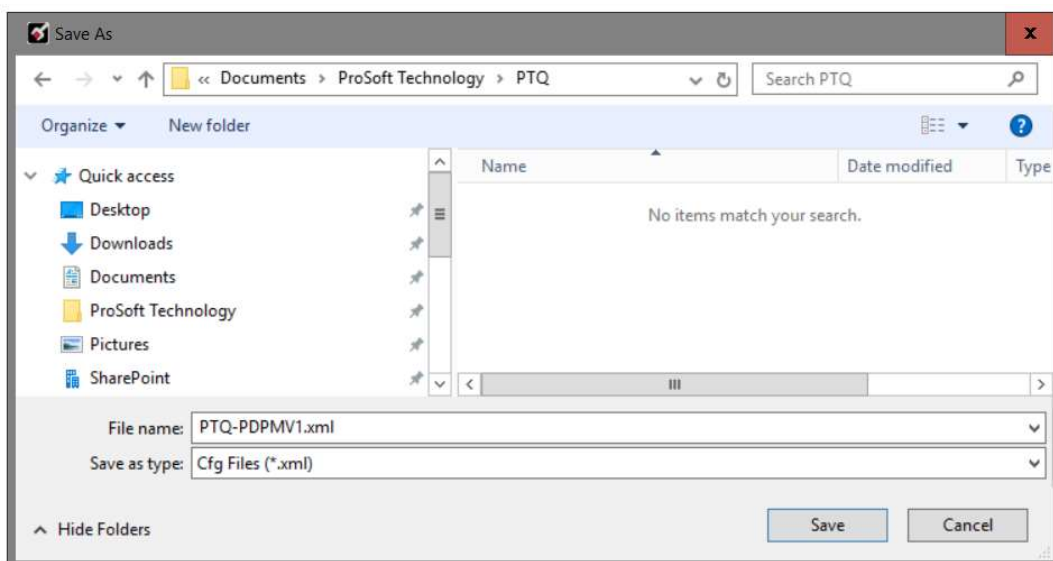 Save As
x
« Documents > ProSoft Technology > PTQ
Search PTQ
Organize
New folder
?
Quick access
Name
Date modified
Type
Desktop
No items match your search.
Downloads
Documents
ProSoft Technology
Pictures
SharePoint
File name: PTQ-PDPMV1.xml
Save as type: Cfg Files (*.xml)
Hide Folders
Save
Cancel